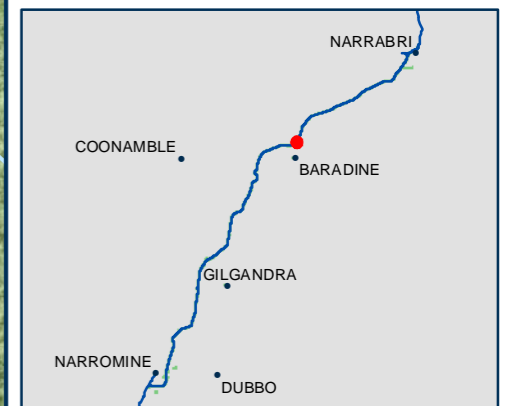 NARRABRI
COONAMBLE
BARADINE
GILGANDRA
NARROMINE
DUBBO